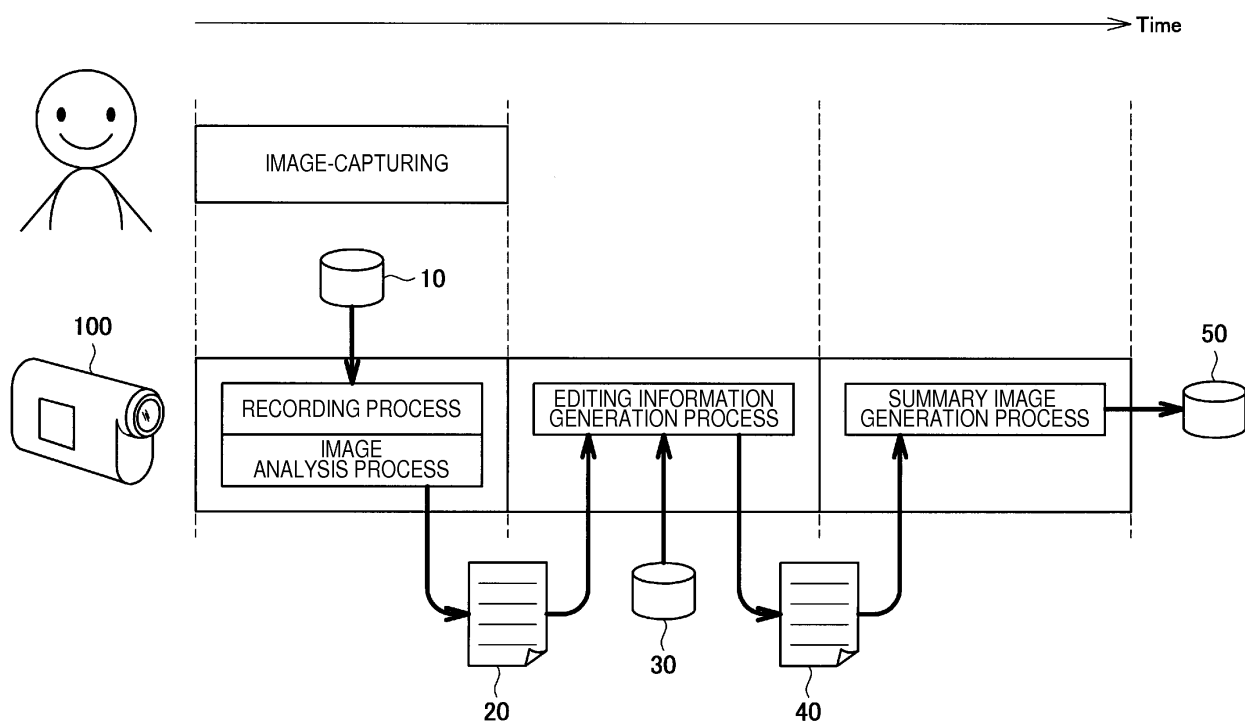 Time
IMAGE-CAPTURING
10
100
50
RECORDING PROCESS
IMAGE
ANALYSIS PROCESS
EDITING INFORMATION
GENERATION PROCESS
SUMMARY IMAGE
GENERATION PROCESS
30
20
40